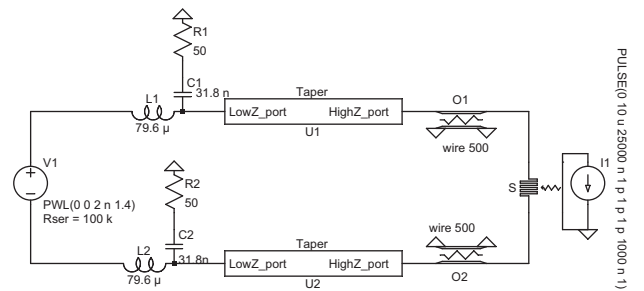 R1
50
C1
31.8 n
L1
79.6 µ
Taper
LowZ_port HighZ_port
U1
O1
wire 500
V1
PWL(0 0 2 n 1.4)
Rser = 100 k
R2
50
C2
31.8n
L2
79.6 µ
Taper
LowZ_port HighZ_port
U2
wire 500
O2
S
I1
PULSE(0 10 u 25000 n 1 p 1 p 1 p 1000 n 1)